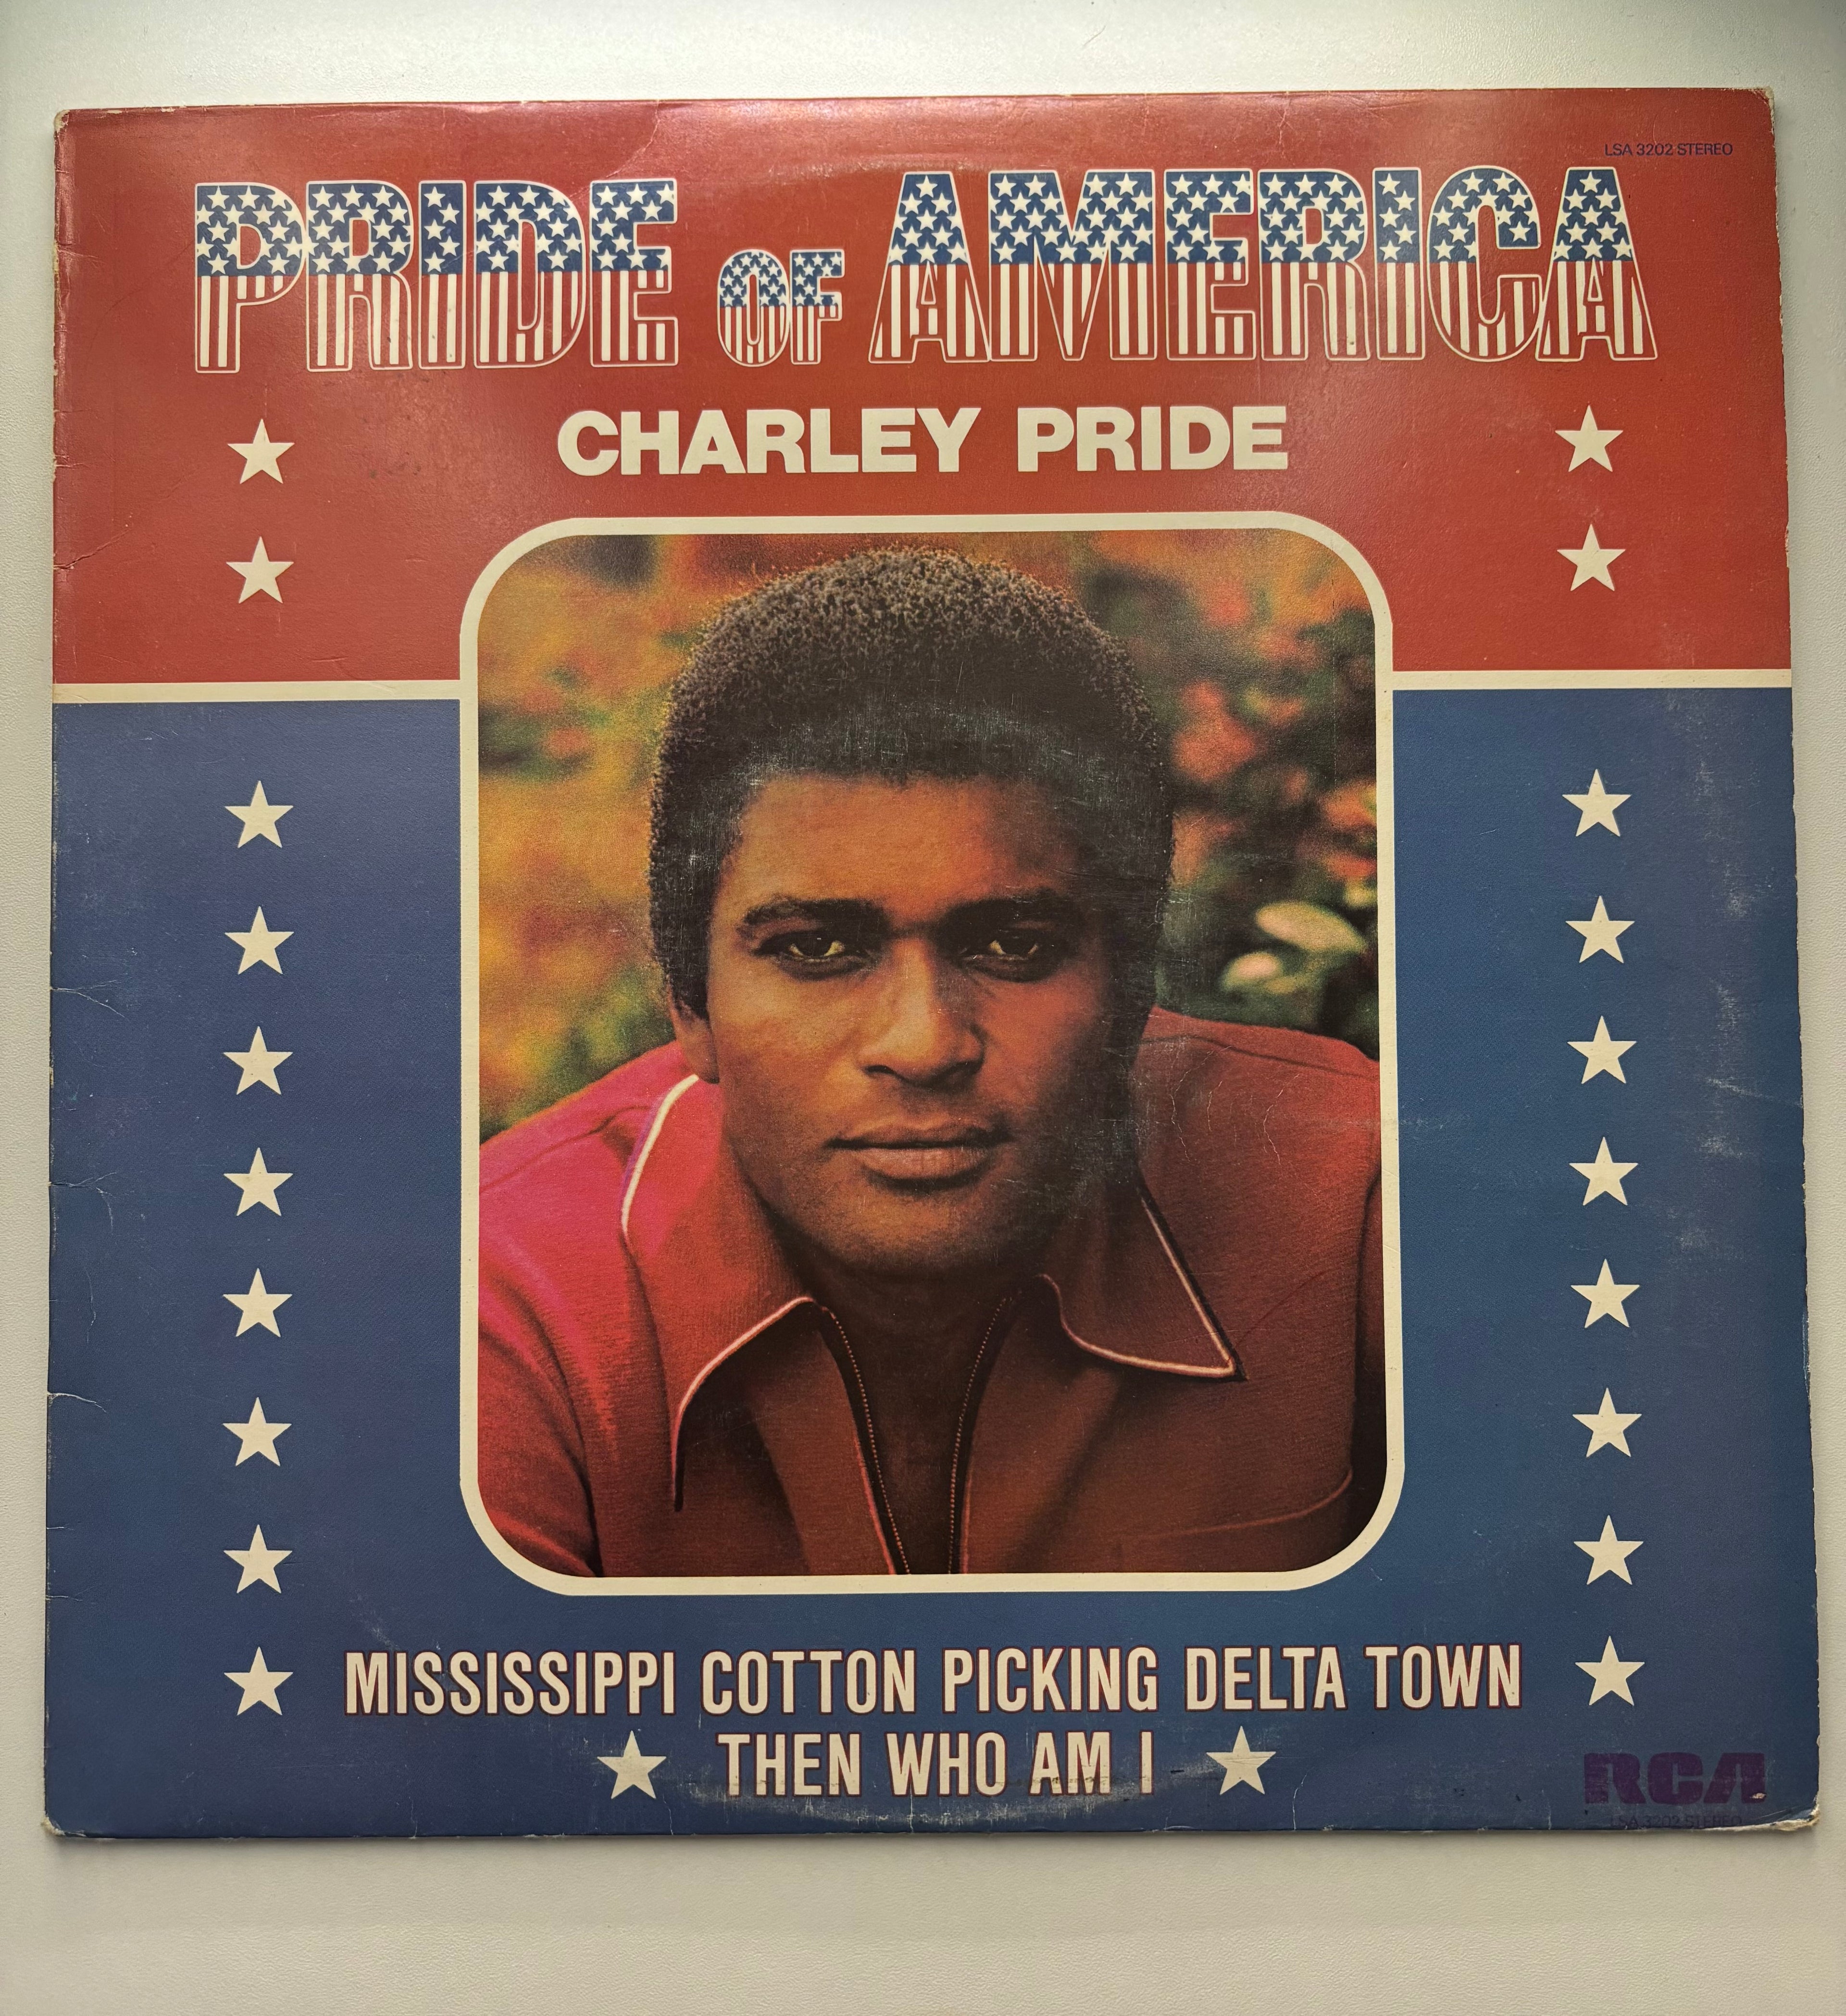 LSA 3202 STEREO
PRIDE OF AMERICA
CHARLEY PRIDE
MISSISSIPPI COTTON PICKING DELTA TOWN
THEN WHO AM I
RCA
LSA 3202 STEREO